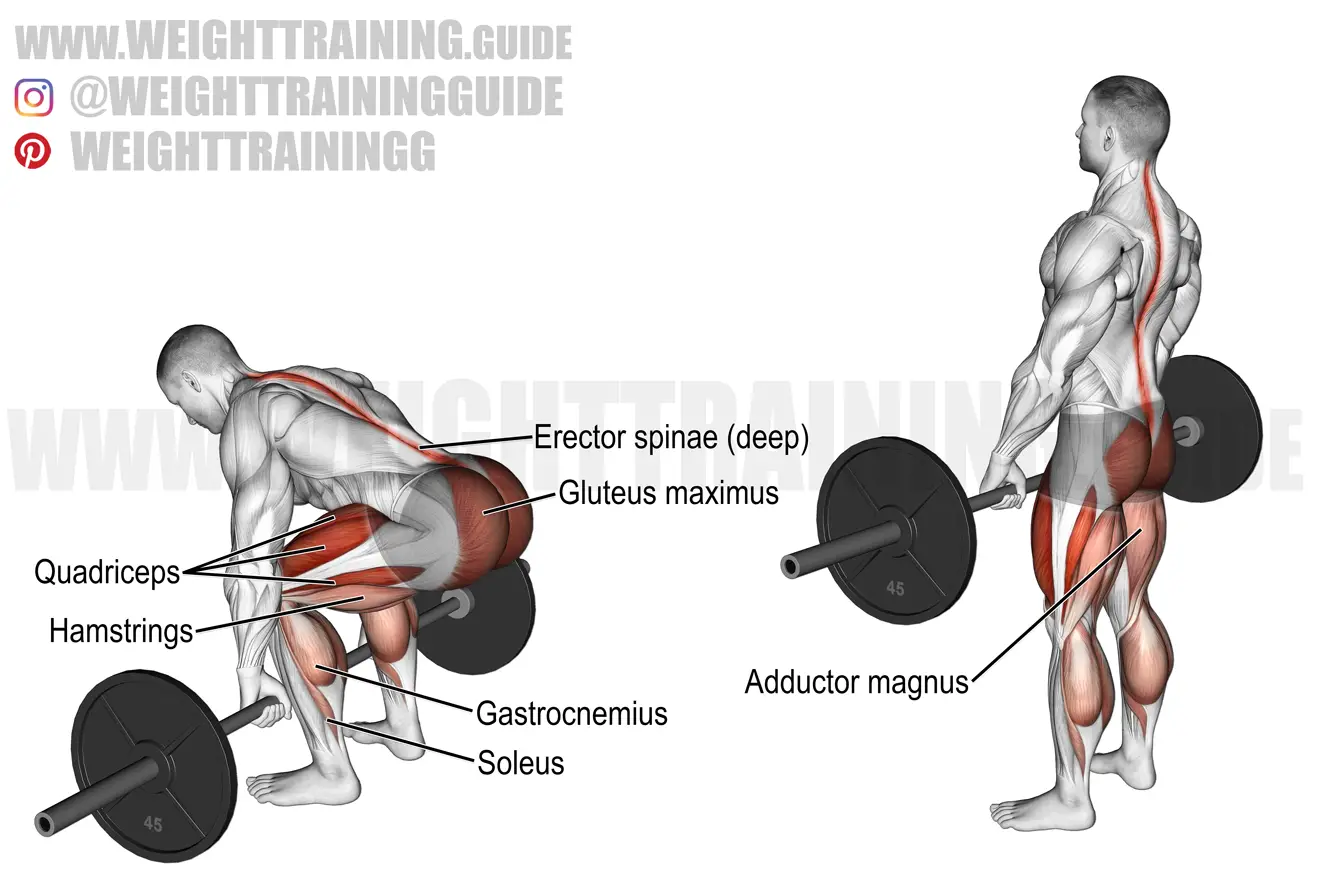 WWW.WEIGHTTRAINING.GUIDE
@WEIGHTTRAININGGUIDE
WEIGHTTRAININGG
WWW.WEIGHTTRAINING.GUIDE
Erector spinae (deep)
Gluteus maximus
Quadriceps
Hamstrings
Gastrocnemius
Soleus
45
45
Adductor magnus